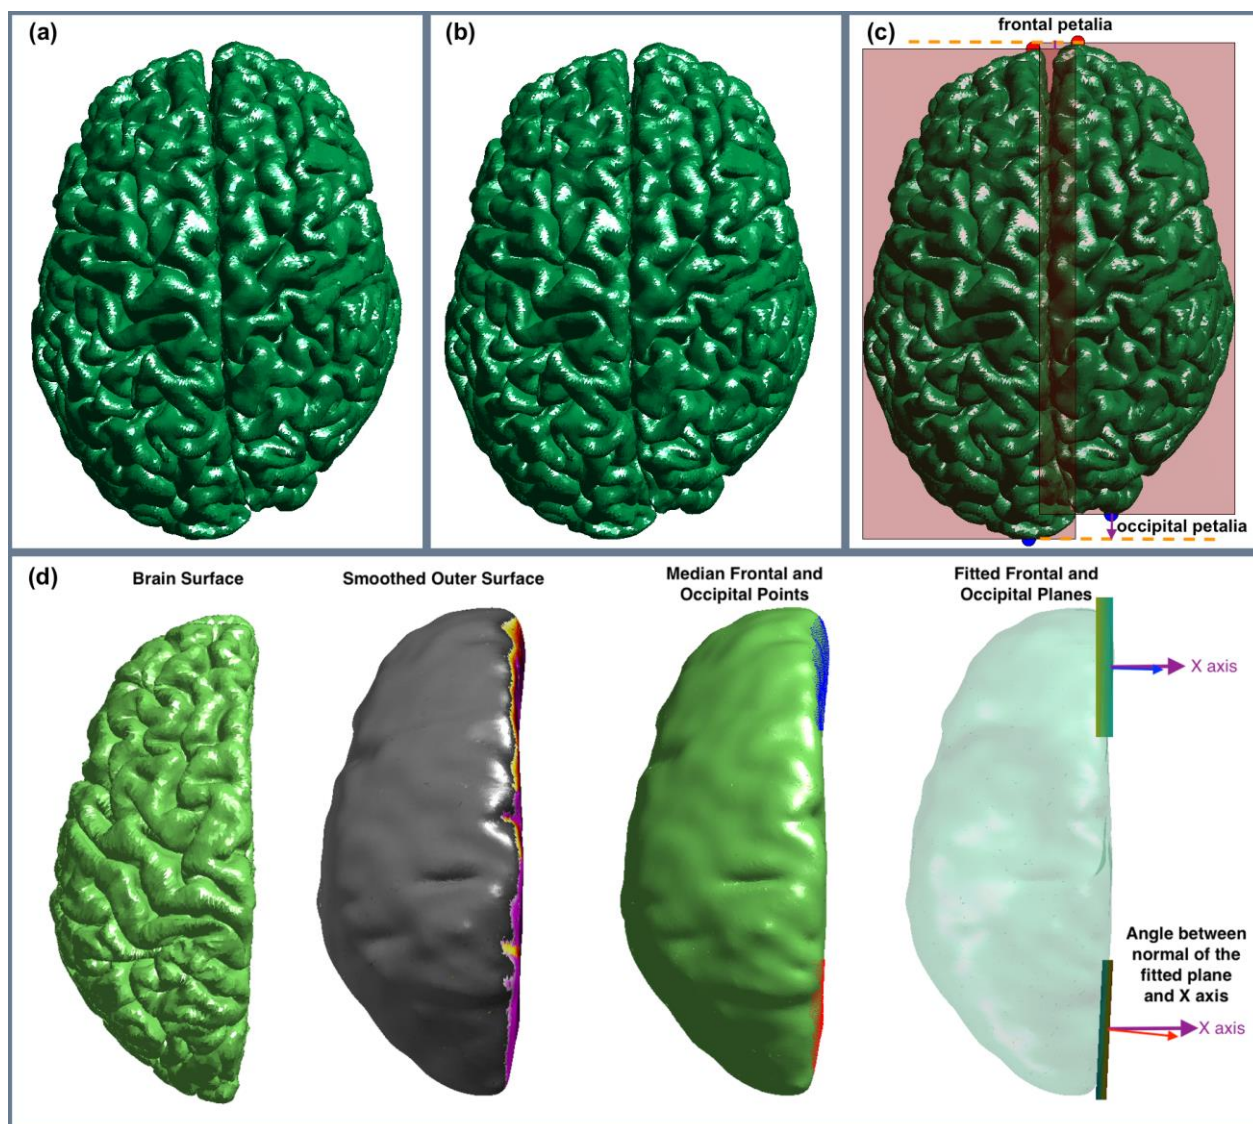 (a)
(b)
(c)
frontal petalia
occipital petalia
(d)
Brain Surface
Smoothed Outer Surface
Median Frontal and
Occipital Points
Fitted Frontal and
Occipital Planes
X axis
Angle between
normal of the
fitted plane
and X axis
X axis